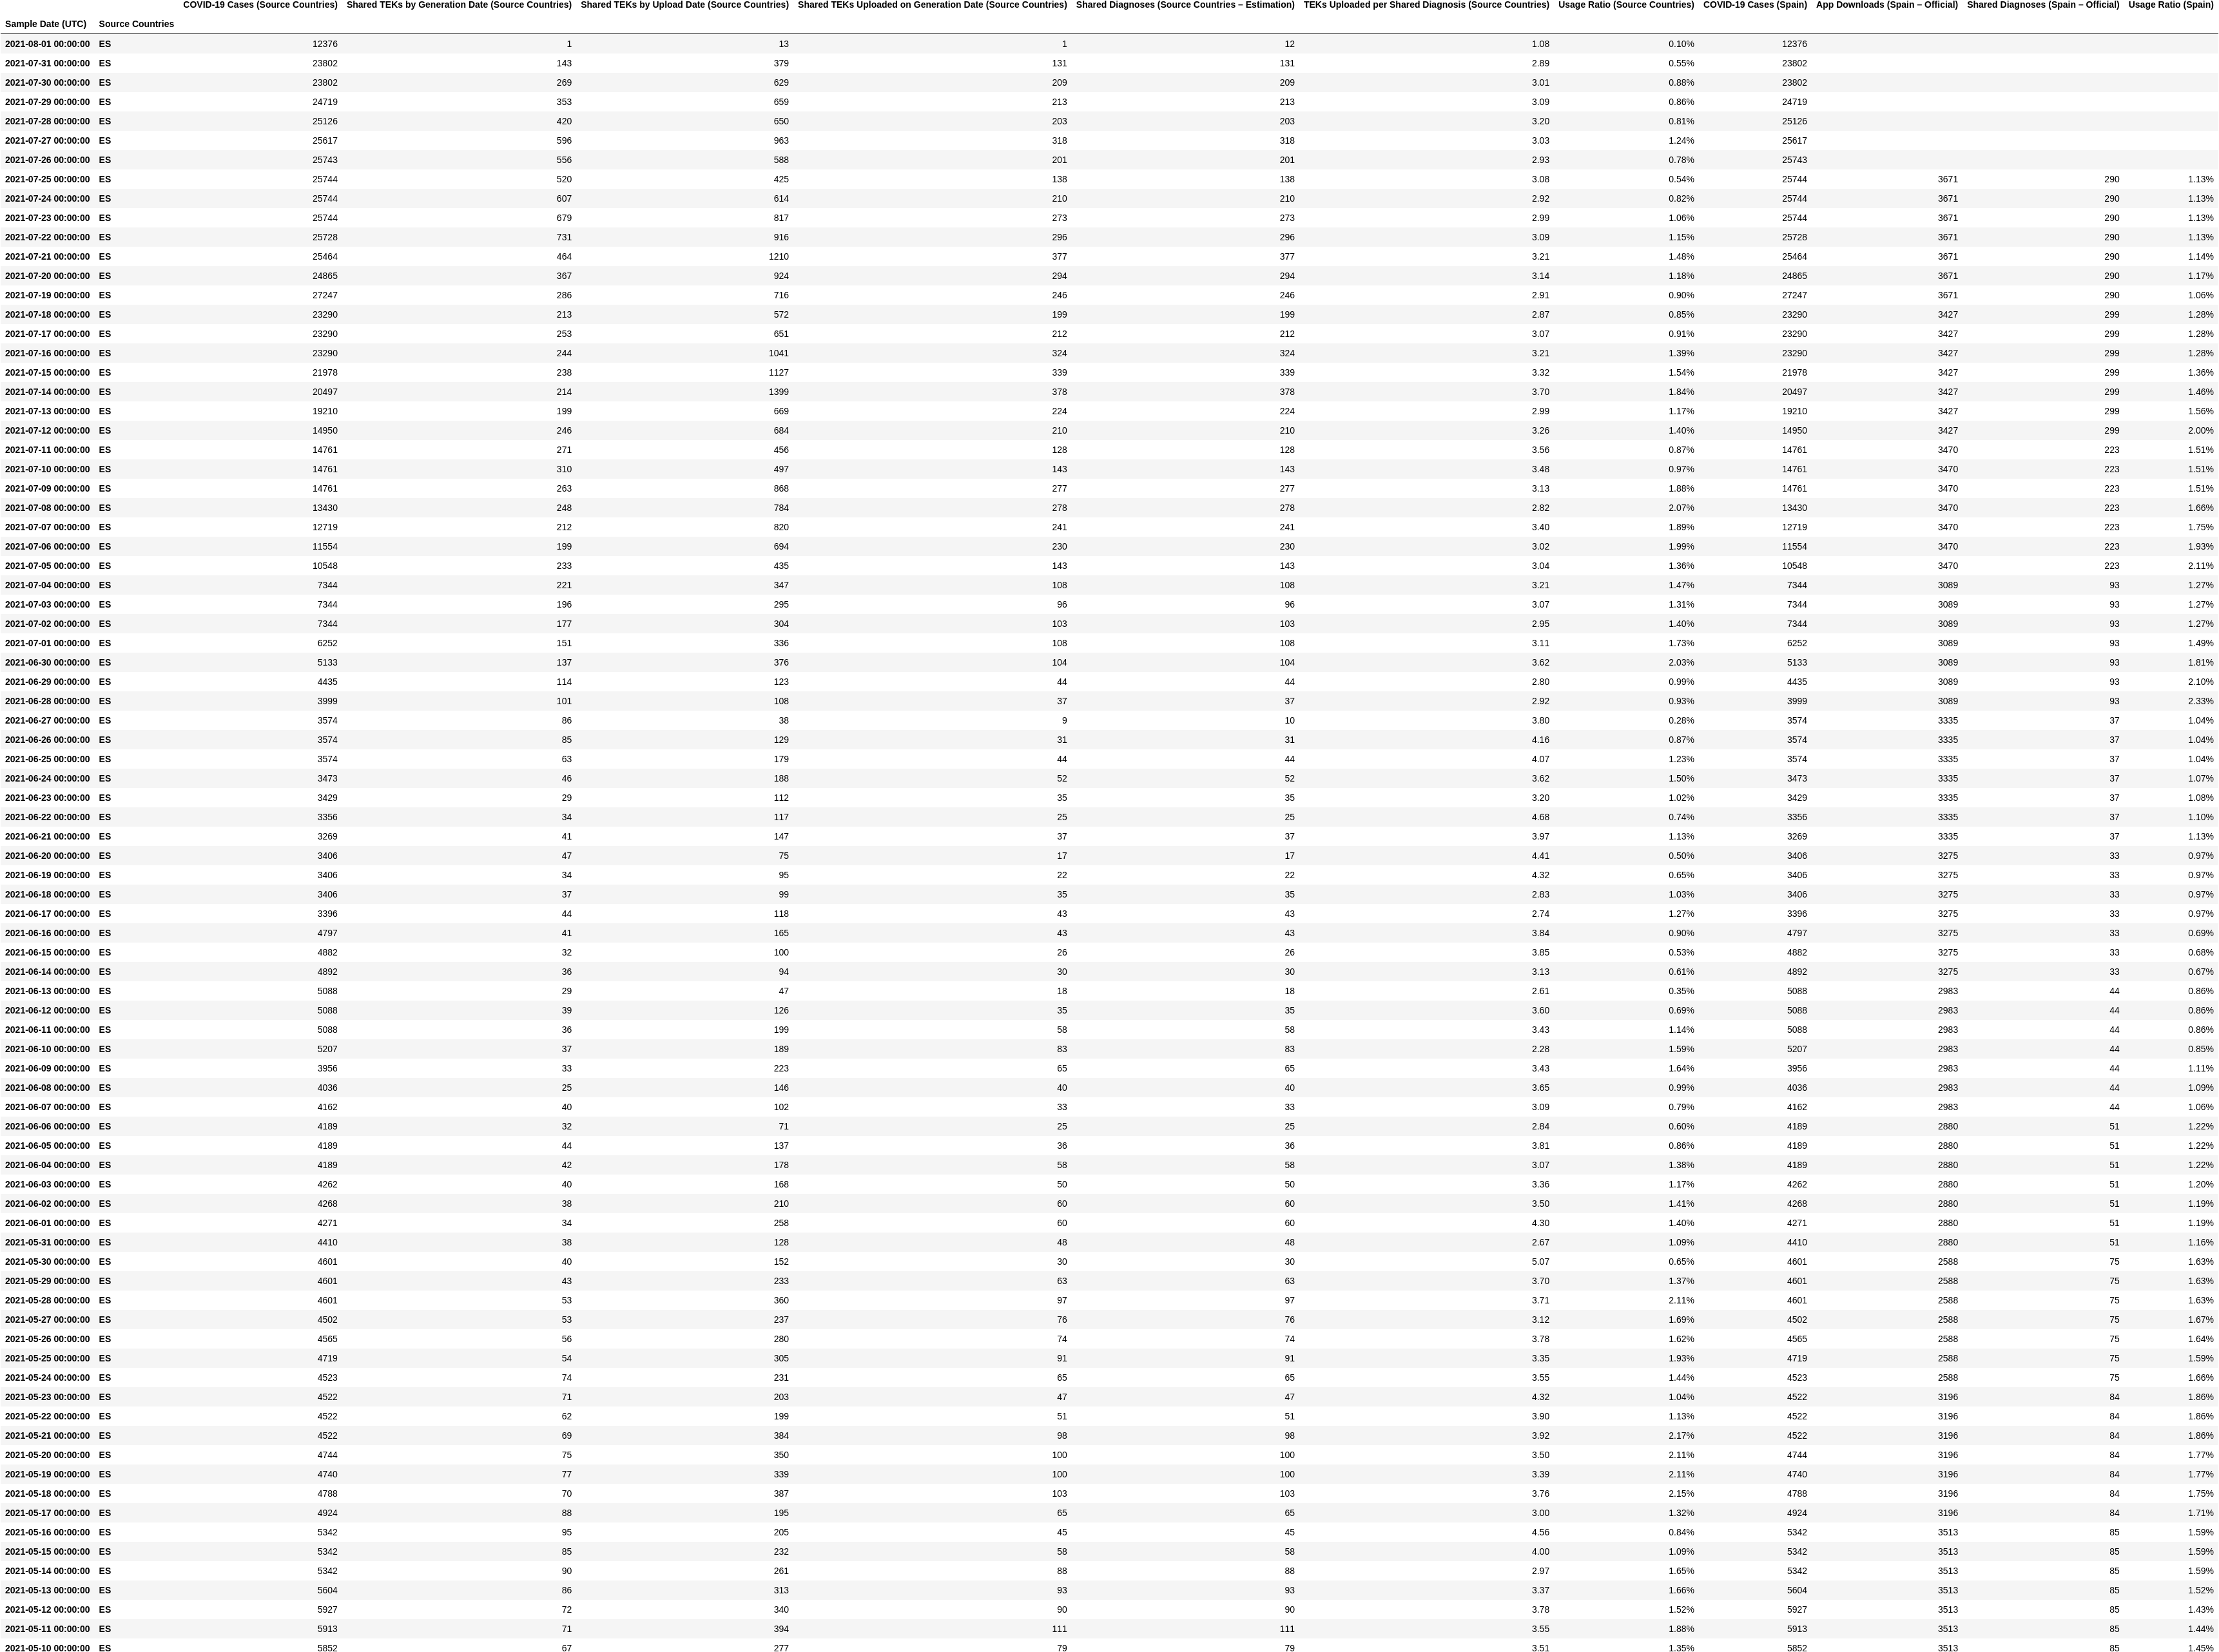 COVID-19 Cases (Source Countries) Shared TEKs by Generation Date (Source Countries) Shared TEKs by Upload Date (Source Countries) Shared TEKs Uploaded on Generation Date (Source Countries) Shared Diagnoses (Source Countries – Estimation) TEKs Uploaded per Shared Diagnosis (Source Countries) Usage Ratio (Source Countries) COVID-19 Cases (Spain) App Downloads (Spain – Official) Shared Diagnoses (Spain – Official) Usage Ratio (Spain)
Sample Date (UTC) Source Countries
2021-08-01 00:00:00 ES 12376 1 13 1 12 1.08 0.10% 12376
2021-07-31 00:00:00 ES 23802 143 379 131 131 2.89 0.55% 23802
2021-07-30 00:00:00 ES 23802 269 629 209 209 3.01 0.88% 23802
2021-07-29 00:00:00 ES 24719 353 659 213 213 3.09 0.86% 24719
2021-07-28 00:00:00 ES 25126 420 650 203 203 3.20 0.81% 25126
2021-07-27 00:00:00 ES 25617 596 963 318 318 3.03 1.24% 25617
2021-07-26 00:00:00 ES 25743 556 588 201 201 2.93 0.78% 25743
2021-07-25 00:00:00 ES 25744 520 425 138 138 3.08 0.54% 25744 3671 290 1.13%
2021-07-24 00:00:00 ES 25744 607 614 210 210 2.92 0.82% 25744 3671 290 1.13%
2021-07-23 00:00:00 ES 25744 679 817 273 273 2.99 1.06% 25744 3671 290 1.13%
2021-07-22 00:00:00 ES 25728 731 916 296 296 3.09 1.15% 25728 3671 290 1.13%
2021-07-21 00:00:00 ES 25464 464 1210 377 377 3.21 1.48% 25464 3671 290 1.14%
2021-07-20 00:00:00 ES 24865 367 924 294 294 3.14 1.18% 24865 3671 290 1.17%
2021-07-19 00:00:00 ES 27247 286 716 246 246 2.91 0.90% 27247 3671 290 1.06%
2021-07-18 00:00:00 ES 23290 213 572 199 199 2.87 0.85% 23290 3427 299 1.28%
2021-07-17 00:00:00 ES 23290 253 651 212 212 3.07 0.91% 23290 3427 299 1.28%
2021-07-16 00:00:00 ES 23290 244 1041 324 324 3.21 1.39% 23290 3427 299 1.28%
2021-07-15 00:00:00 ES 21978 238 1127 339 339 3.32 1.54% 21978 3427 299 1.36%
2021-07-14 00:00:00 ES 20497 214 1399 378 378 3.70 1.84% 20497 3427 299 1.46%
2021-07-13 00:00:00 ES 19210 199 669 224 224 2.99 1.17% 19210 3427 299 1.56%
2021-07-12 00:00:00 ES 14950 246 684 210 210 3.26 1.40% 14950 3427 299 2.00%
2021-07-11 00:00:00 ES 14761 271 456 128 128 3.56 0.87% 14761 3470 223 1.51%
2021-07-10 00:00:00 ES 14761 310 497 143 143 3.48 0.97% 14761 3470 223 1.51%
2021-07-09 00:00:00 ES 14761 263 868 277 277 3.13 1.88% 14761 3470 223 1.51%
2021-07-08 00:00:00 ES 13430 248 784 278 278 2.82 2.07% 13430 3470 223 1.66%
2021-07-07 00:00:00 ES 12719 212 820 241 241 3.40 1.89% 12719 3470 223 1.75%
2021-07-06 00:00:00 ES 11554 199 694 230 230 3.02 1.99% 11554 3470 223 1.93%
2021-07-05 00:00:00 ES 10548 233 435 143 143 3.04 1.36% 10548 3470 223 2.11%
2021-07-04 00:00:00 ES 7344 221 347 108 108 3.21 1.47% 7344 3089 93 1.27%
2021-07-03 00:00:00 ES 7344 196 295 96 96 3.07 1.31% 7344 3089 93 1.27%
2021-07-02 00:00:00 ES 7344 177 304 103 103 2.95 1.40% 7344 3089 93 1.27%
2021-07-01 00:00:00 ES 6252 151 336 108 108 3.11 1.73% 6252 3089 93 1.49%
2021-06-30 00:00:00 ES 5133 137 376 104 104 3.62 2.03% 5133 3089 93 1.81%
2021-06-29 00:00:00 ES 4435 114 123 44 44 2.80 0.99% 4435 3089 93 2.10%
2021-06-28 00:00:00 ES 3999 101 108 37 37 2.92 0.93% 3999 3089 93 2.33%
2021-06-27 00:00:00 ES 3574 86 38 9 10 3.80 0.28% 3574 3335 37 1.04%
2021-06-26 00:00:00 ES 3574 85 129 31 31 4.16 0.87% 3574 3335 37 1.04%
2021-06-25 00:00:00 ES 3574 63 179 44 44 4.07 1.23% 3574 3335 37 1.04%
2021-06-24 00:00:00 ES 3473 46 188 52 52 3.62 1.50% 3473 3335 37 1.07%
2021-06-23 00:00:00 ES 3429 29 112 35 35 3.20 1.02% 3429 3335 37 1.08%
2021-06-22 00:00:00 ES 3356 34 117 25 25 4.68 0.74% 3356 3335 37 1.10%
2021-06-21 00:00:00 ES 3269 41 147 37 37 3.97 1.13% 3269 3335 37 1.13%
2021-06-20 00:00:00 ES 3406 47 75 17 17 4.41 0.50% 3406 3275 33 0.97%
2021-06-19 00:00:00 ES 3406 34 95 22 22 4.32 0.65% 3406 3275 33 0.97%
2021-06-18 00:00:00 ES 3406 37 99 35 35 2.83 1.03% 3406 3275 33 0.97%
2021-06-17 00:00:00 ES 3396 44 118 43 43 2.74 1.27% 3396 3275 33 0.97%
2021-06-16 00:00:00 ES 4797 41 165 43 43 3.84 0.90% 4797 3275 33 0.69%
2021-06-15 00:00:00 ES 4882 32 100 26 26 3.85 0.53% 4882 3275 33 0.68%
2021-06-14 00:00:00 ES 4892 36 94 30 30 3.13 0.61% 4892 3275 33 0.67%
2021-06-13 00:00:00 ES 5088 29 47 18 18 2.61 0.35% 5088 2983 44 0.86%
2021-06-12 00:00:00 ES 5088 39 126 35 35 3.60 0.69% 5088 2983 44 0.86%
2021-06-11 00:00:00 ES 5088 36 199 58 58 3.43 1.14% 5088 2983 44 0.86%
2021-06-10 00:00:00 ES 5207 37 189 83 83 2.28 1.59% 5207 2983 44 0.85%
2021-06-09 00:00:00 ES 3956 33 223 65 65 3.43 1.64% 3956 2983 44 1.11%
2021-06-08 00:00:00 ES 4036 25 146 40 40 3.65 0.99% 4036 2983 44 1.09%
2021-06-07 00:00:00 ES 4162 40 102 33 33 3.09 0.79% 4162 2983 44 1.06%
2021-06-06 00:00:00 ES 4189 32 71 25 25 2.84 0.60% 4189 2880 51 1.22%
2021-06-05 00:00:00 ES 4189 44 137 36 36 3.81 0.86% 4189 2880 51 1.22%
2021-06-04 00:00:00 ES 4189 42 178 58 58 3.07 1.38% 4189 2880 51 1.22%
2021-06-03 00:00:00 ES 4262 40 168 50 50 3.36 1.17% 4262 2880 51 1.20%
2021-06-02 00:00:00 ES 4268 38 210 60 60 3.50 1.41% 4268 2880 51 1.19%
2021-06-01 00:00:00 ES 4271 34 258 60 60 4.30 1.40% 4271 2880 51 1.19%
2021-05-31 00:00:00 ES 4410 38 128 48 48 2.67 1.09% 4410 2880 51 1.16%
2021-05-30 00:00:00 ES 4601 40 152 30 30 5.07 0.65% 4601 2588 75 1.63%
2021-05-29 00:00:00 ES 4601 43 233 63 63 3.70 1.37% 4601 2588 75 1.63%
2021-05-28 00:00:00 ES 4601 53 360 97 97 3.71 2.11% 4601 2588 75 1.63%
2021-05-27 00:00:00 ES 4502 53 237 76 76 3.12 1.69% 4502 2588 75 1.67%
2021-05-26 00:00:00 ES 4565 56 280 74 74 3.78 1.62% 4565 2588 75 1.64%
2021-05-25 00:00:00 ES 4719 54 305 91 91 3.35 1.93% 4719 2588 75 1.59%
2021-05-24 00:00:00 ES 4523 74 231 65 65 3.55 1.44% 4523 2588 75 1.66%
2021-05-23 00:00:00 ES 4522 71 203 47 47 4.32 1.04% 4522 3196 84 1.86%
2021-05-22 00:00:00 ES 4522 62 199 51 51 3.90 1.13% 4522 3196 84 1.86%
2021-05-21 00:00:00 ES 4522 69 384 98 98 3.92 2.17% 4522 3196 84 1.86%
2021-05-20 00:00:00 ES 4744 75 350 100 100 3.50 2.11% 4744 3196 84 1.77%
2021-05-19 00:00:00 ES 4740 77 339 100 100 3.39 2.11% 4740 3196 84 1.77%
2021-05-18 00:00:00 ES 4788 70 387 103 103 3.76 2.15% 4788 3196 84 1.75%
2021-05-17 00:00:00 ES 4924 88 195 65 65 3.00 1.32% 4924 3196 84 1.71%
2021-05-16 00:00:00 ES 5342 95 205 45 45 4.56 0.84% 5342 3513 85 1.59%
2021-05-15 00:00:00 ES 5342 85 232 58 58 4.00 1.09% 5342 3513 85 1.59%
2021-05-14 00:00:00 ES 5342 90 261 88 88 2.97 1.65% 5342 3513 85 1.59%
2021-05-13 00:00:00 ES 5604 86 313 93 93 3.37 1.66% 5604 3513 85 1.52%
2021-05-12 00:00:00 ES 5927 72 340 90 90 3.78 1.52% 5927 3513 85 1.43%
2021-05-11 00:00:00 ES 5913 71 394 111 111 3.55 1.88% 5913 3513 85 1.44%
2021-05-10 00:00:00 ES 5852 67 277 79 79 3.51 1.35% 5852 3513 85 1.45%